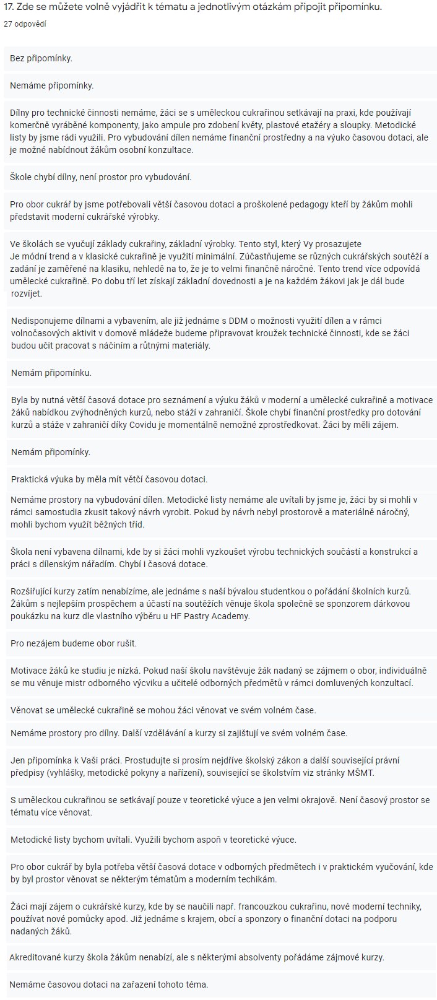 17. Zde se můžete volně vyjádřit k tématu a jednotlivým otázkám připojit připomínku.
27 odpovědí
Bez připomínky.
Nemáme připomínky.
Dílny pro technické činnosti nemáme, žáci se s uměleckou cukrařinou setkávají na praxi, kde používají
komerčně vyráběné komponenty, jako ampule pro zdobení květy, plastové etažéry a sloupky. Metodické
listy by jsme rádi využili. Pro vybudování dílen nemáme finanční prostředny a na výuko časovou dotaci, ale
je možné nabídnout žákům osobní konzultace.
Škole chybí dílny, není prostor pro vybudování.
Pro obor cukrář by jsme potřebovali větší časovou dotaci a proškolené pedagogy kteří by žákům mohli
představit moderní cukrářské výrobky.
Ve školách se vyučují základy cukrařiny, základní výrobky. Tento styl, který Vy prosazujete
Je módní trend a v klasické cukrařině je využití minimální. Zúčastňujeme se různých cukrářských soutěží a
zadání je zaměřené na klasiku, nehledě na to, že je to velmi finančně náročné. Tento trend více odpovídá
umělecké cukrařině. Po dobu tří let získají základní dovednosti a je na každém žákovi jak je dál bude
rozvíjet.
Nedisponujeme dílnami a vybavením, ale již jednáme s DDM o možnosti využití dílen a v rámci
volnočasových aktivit v domově mládeže budeme připravovat kroužek technické činnosti, kde se žáci
budou učit pracovat s náčiním a růtnými materiály.
Nemám připomínku.
Byla by nutná větší časová dotace pro seznámení a výuku žáků v moderní a umělecké cukrařině a motivace
žáků nabídkou zvýhodněných kurzů, nebo stáží v zahraničí. Škole chybí finanční prostředky pro dotování
kurzů a stáže v zahraničí díky Covidu je momentálně nemožné zprostředkovat. Žáci by měli zájem.
Nemám připomínky.
Praktická výuka by měla mít větčí časovou dotaci.
Nemáme prostory na vybudování dílen. Metodické listy nemáme ale uvítali by jsme je, žáci by si mohli v
rámci samostudia zkusit takový návrh vyrobit. Pokud by návrh nebyl prostorově a materiálně náročný,
mohli bychom využít běžných tříd.
Škola není vybavena dílnami, kde by si žáci mohli vyzkoušet výrobu technických součástí a konstrukcí a
práci s dílenským nářadím. Chybí i časová dotace.
Rozšiřující kurzy zatím nenabízíme, ale jednáme s naší bývalou studentkou o pořádání školních kurzů.
Žákům s nejlepším prospěchem a účastí na soutěžích věnuje škola společně se sponzorem dárkovou
poukázku na kurz dle vlastního výběru u HF Pastry Academy.
Pro nezájem budeme obor rušit.
Motivace žáků ke studiu je nízká. Pokud naší školu navštěvuje žák nadaný se zájmem o obor, individuálně
se mu věnuje mistr odborného výcviku a učitelé odborných předmětů v rámci domluvených konzultací.
Věnovat se umělecké cukrařině se mohou žáci věnovat ve svém volném čase.
Nemáme prostory pro dílny. Další vzdělávání a kurzy si zajištují ve svém volném čase.
Jen připomínka k Vaši práci. Prostudujte si prosím nejdříve školský zákon a další související právní
předpisy (vyhlášky, metodické pokyny a nařízení), související se školstvím viz stránky MŠMT.
S uměleckou cukrařinou se setkávají pouze v teoretické výuce a jen velmi okrajově. Není časový prostor se
tématu více věnovat.
Metodické listy bychom uvítali. Využili bychom aspoň v teoretické výuce.
Pro obor cukrář by byla potřeba větší časová dotace v odborných předmětech i v praktickém vyučování, kde
by byl prostor věnovat se některým tématům a moderním techikám.
Žáci mají zájem o cukrářské kurzy, kde by se naučili např. francouzkou cukrařinu, nové moderní techniky,
používat nové pomůcky apod. Již jednáme s krajem, obcí a sponzory o finanční dotaci na podporu
nadaných žáků.
Akreditované kurzy škola žákům nenabízí, ale s některými absolventy pořádáme zájmové kurzy.
Nemáme časovou dotaci na zařazení tohoto téma.